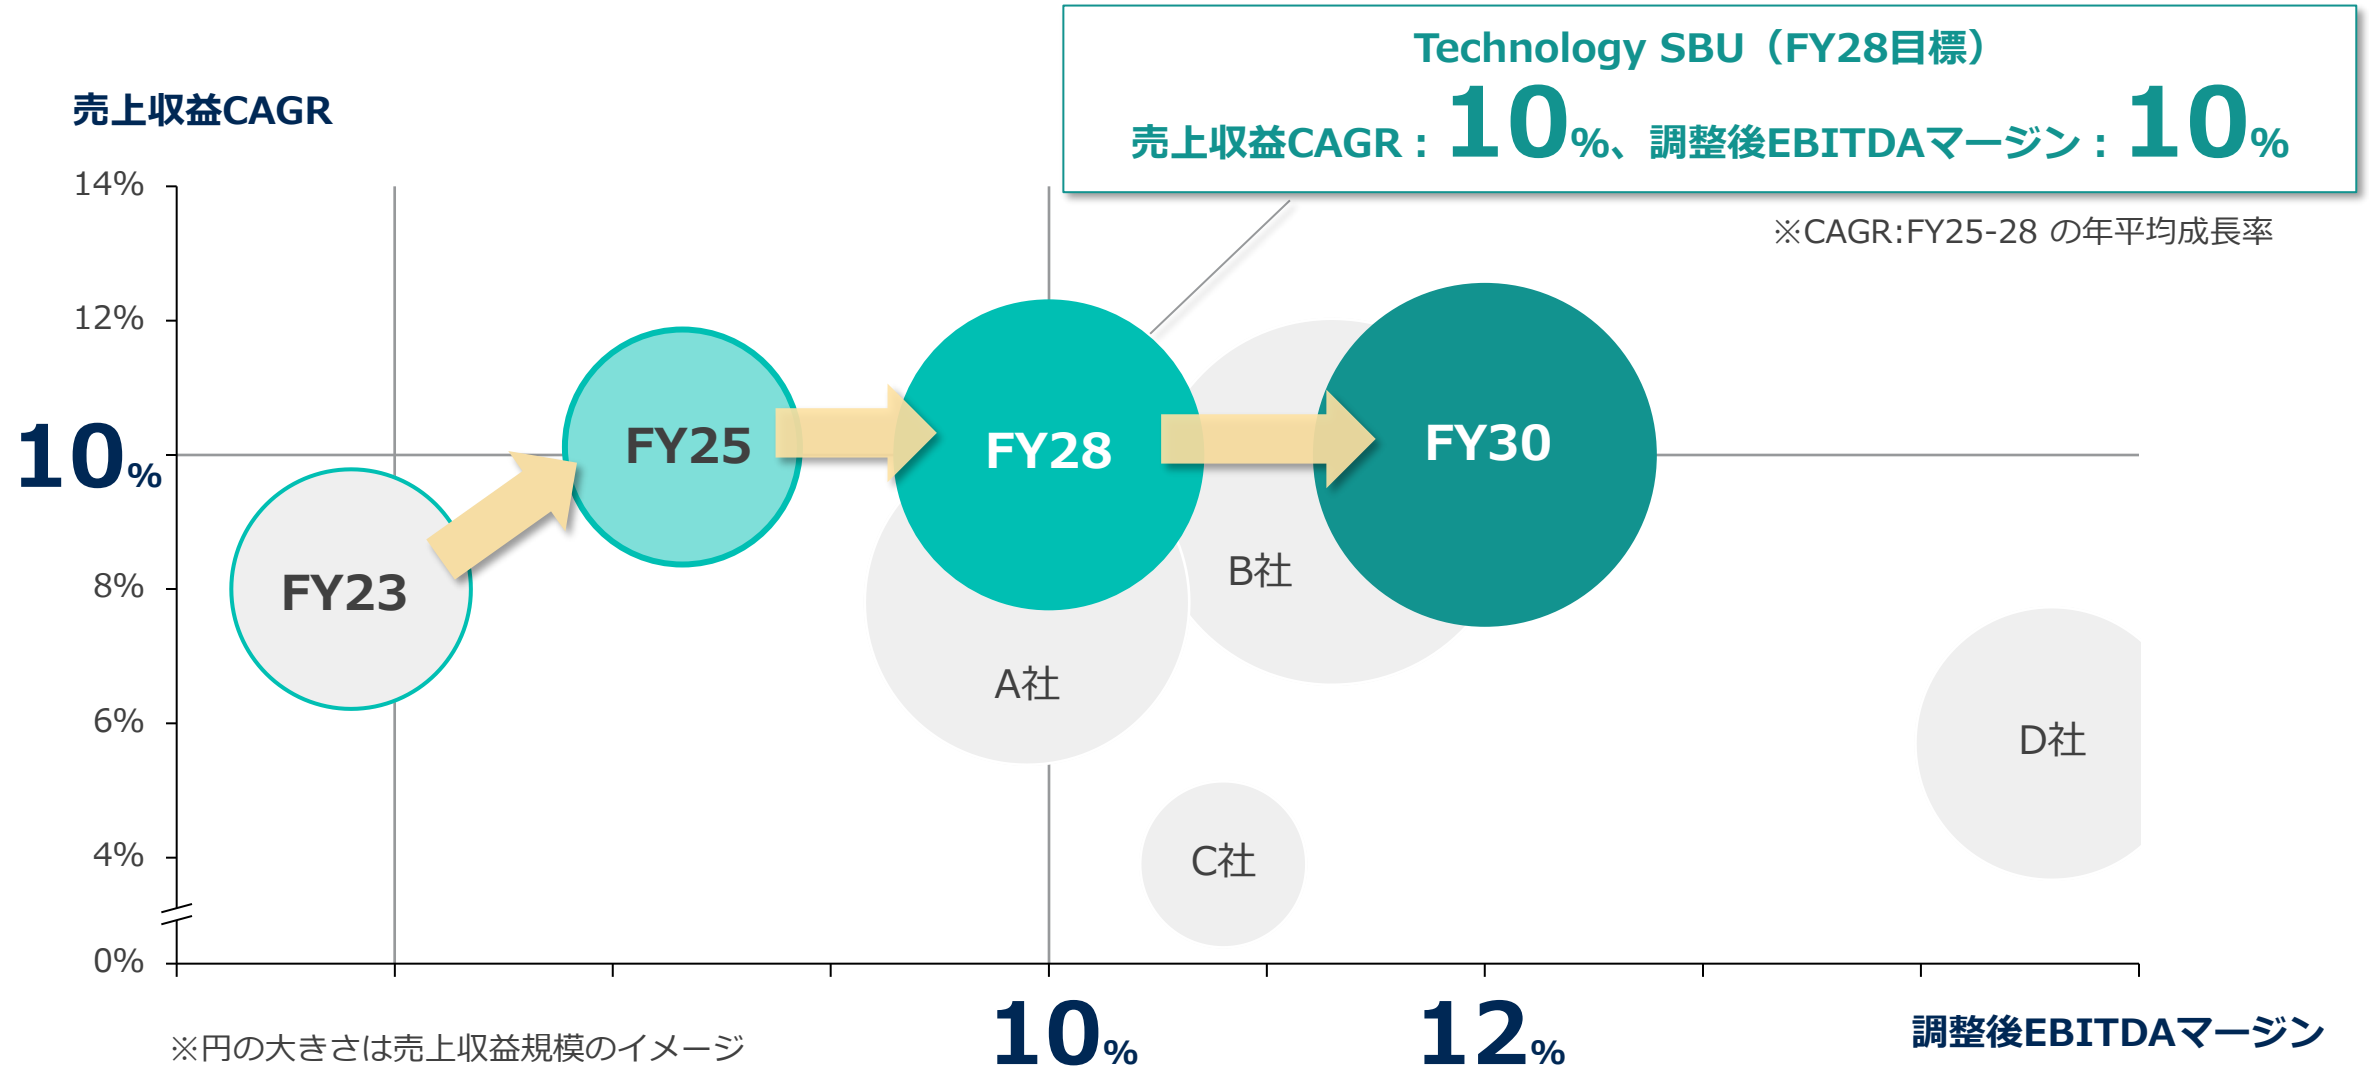 Technology SBU（FY28目標）
売上収益CAGR：10%、調整後EBITDAマージン：10%
売上収益CAGR
※CAGR:FY25-28 の年平均成長率
14%
12%
10%
8%
6%
4%
0%
FY23
FY25
FY28
FY30
A社
B社
C社
D社
10%
12%
調整後EBITDAマージン
※円の大きさは売上収益規模のイメージ